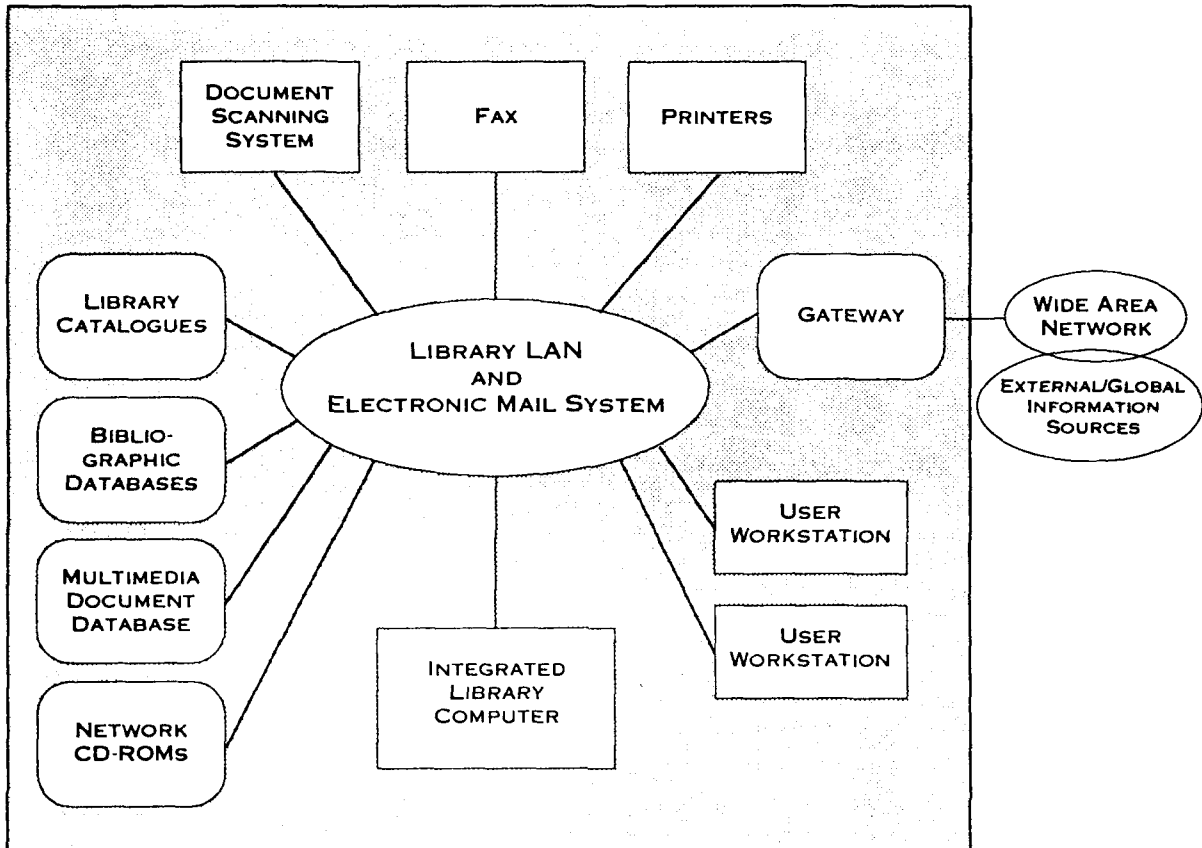 DOCUMENT
SCANNING
SYSTEM
FAX
PRINTERS
LIBRARY
CATALOGUES
GATEWAY
WIDE AREA
NETWORK
LIBRARY LAN
AND
ELECTRONIC MAIL SYSTEM
EXTERNAL/GLOBAL
INFORMATION
SOURCES
BIBLIO-
GRAPHIC
DATABASES
USER
WORKSTATION
MULTIMEDIA
DOCUMENT
DATABASE
USER
WORKSTATION
INTEGRATED
LIBRARY
COMPUTER
NETWORK
CD-ROMS